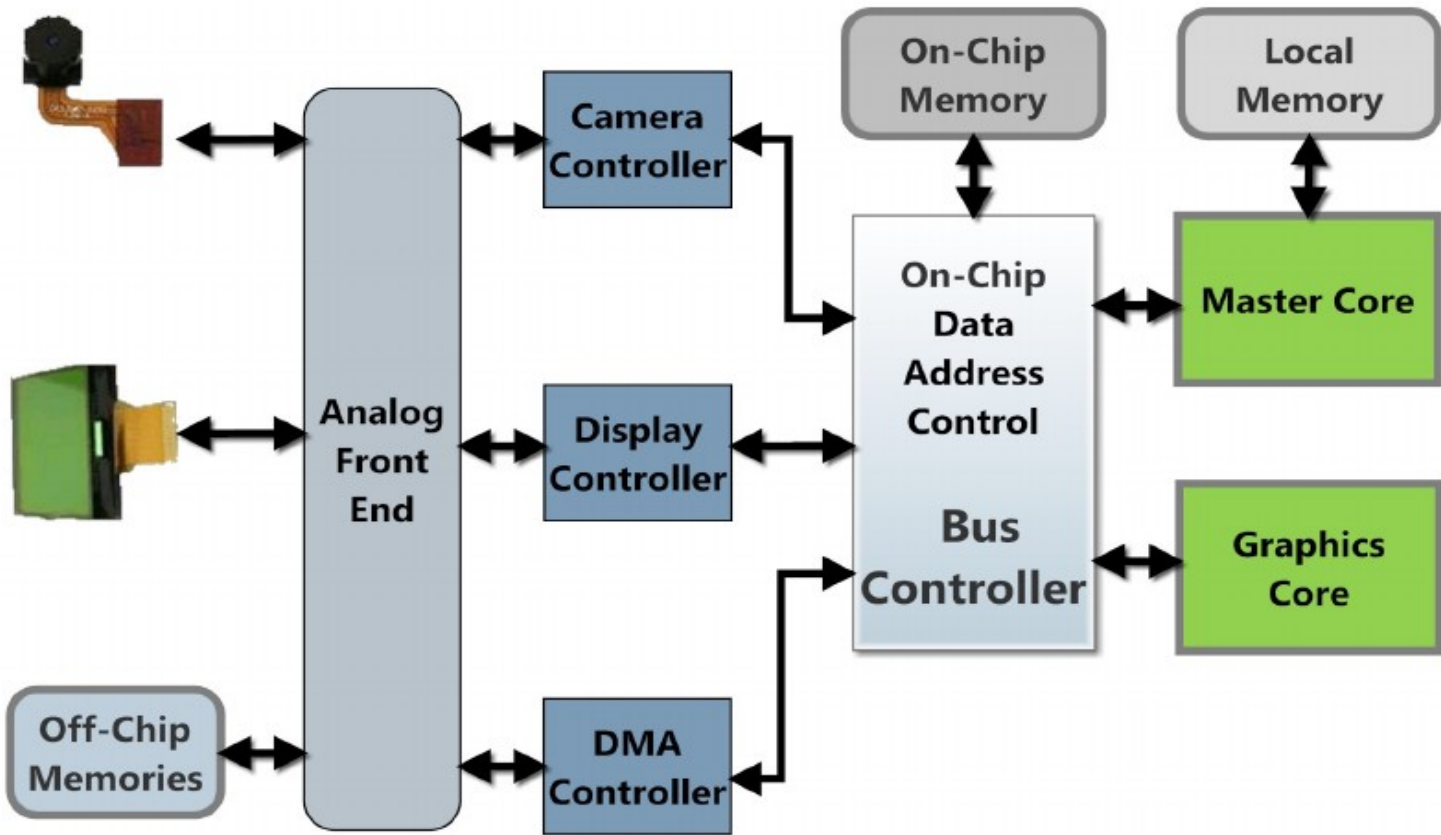 On-Chip
Memory
Local
Memory
Camera
Controller
On-Chip
Data
Address
Control
Bus
Controller
Master Core
Analog
Front
End
Display
Controller
Graphics
Core
Off-Chip
Memories
DMA
Controller